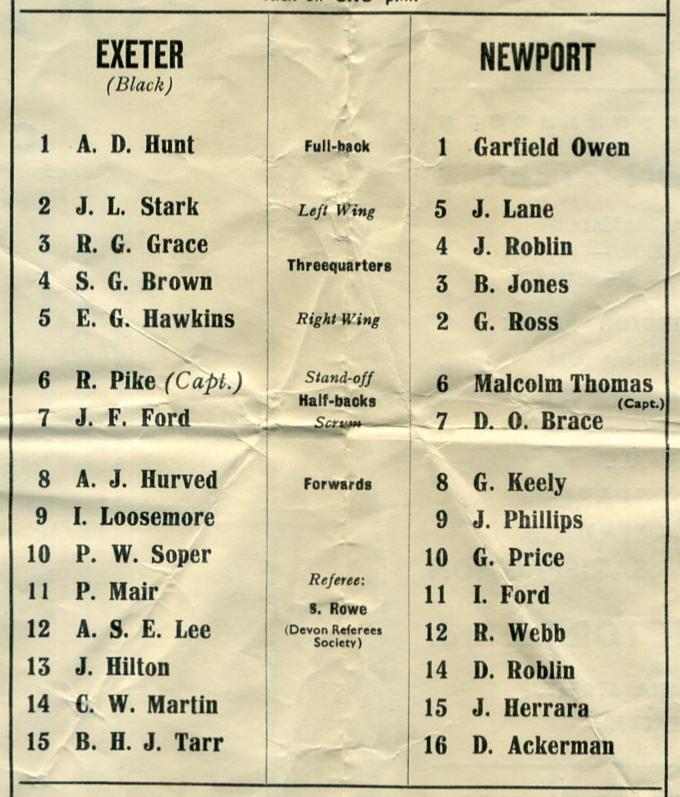 EXETER
(Black)
NEWPORT
1 A. D. Hunt Full-back 1 Garfield Owen
2 J. L. Stark Left Wing 5 J. Lane
3 R. G. Grace 4 J. Roblin
Threequarters
4 S. G. Brown 3 B. Jones
5 E. G. Hawkins Right Wing 2 G. Ross
6 R. Pike (Capt.) Stand-off 6 Malcolm Thomas
Half-backs (Capt.)
7 J. F. Ford Scrum 7 D. O. Brace
8 A. J. Hurved Forwards 8 G. Keely
9 I. Loosemore 9 J. Phillips
10 P. W. Soper 10 G. Price
11 P. Mair Referee: 11 I. Ford
S. Rowe
12 A. S. E. Lee (Devon Referees 12 R. Webb
Society)
13 J. Hilton 14 D. Roblin
14 C. W. Martin 15 J. Herrara
15 B. H. J. Tarr 16 D. Ackerman